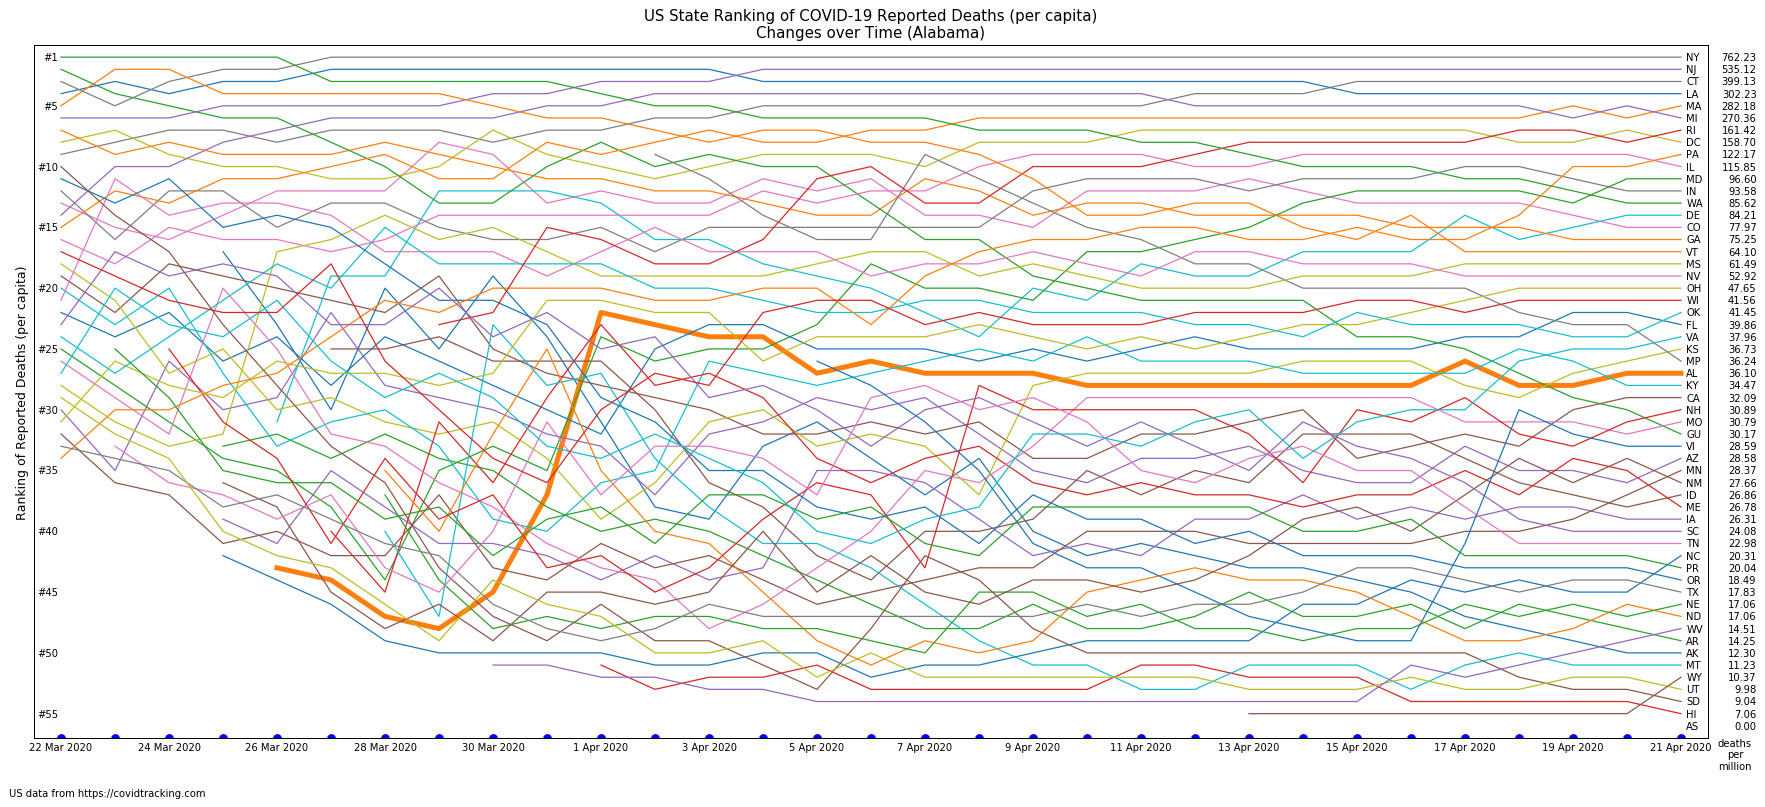 US State Ranking of COVID-19 Reported Deaths (per capita)
Changes over Time (Alabama)
Ranking of Reported Deaths (per capita)
#1
#5
#10
#15
#20
#25
#30
#35
#40
#45
#50
#55
NY 762.23
NJ 535.12
CT 399.13
LA 302.23
MA 282.18
MI 270.36
RI 161.42
DC 158.70
PA 122.17
IL 115.85
MD 96.60
IN 93.58
WA 85.62
DE 84.21
CO 77.97
GA 75.25
VT 64.10
MS 61.49
NV 52.92
OH 47.65
WI 41.56
OK 41.45
FL 39.86
VA 37.96
KS 36.73
MP 36.24
AL 36.10
KY 34.47
CA 32.09
NH 30.89
MO 30.79
GU 30.17
VI 28.59
AZ 28.58
MN 28.37
NM 27.66
ID 26.86
ME 26.78
IA 26.31
SC 24.08
TN 22.98
NC 20.31
PR 20.04
OR 18.49
TX 17.83
NE 17.06
ND 17.06
WV 14.51
AR 14.25
AK 12.30
MT 11.23
WY 10.37
UT 9.98
SD 9.04
HI 7.06
AS 0.00
22 Mar 2020 24 Mar 2020 26 Mar 2020 28 Mar 2020 30 Mar 2020 1 Apr 2020 3 Apr 2020 5 Apr 2020 7 Apr 2020 9 Apr 2020 11 Apr 2020 13 Apr 2020 15 Apr 2020 17 Apr 2020 19 Apr 2020 21 Apr 2020
deaths
per
million
US data from https://covidtracking.com